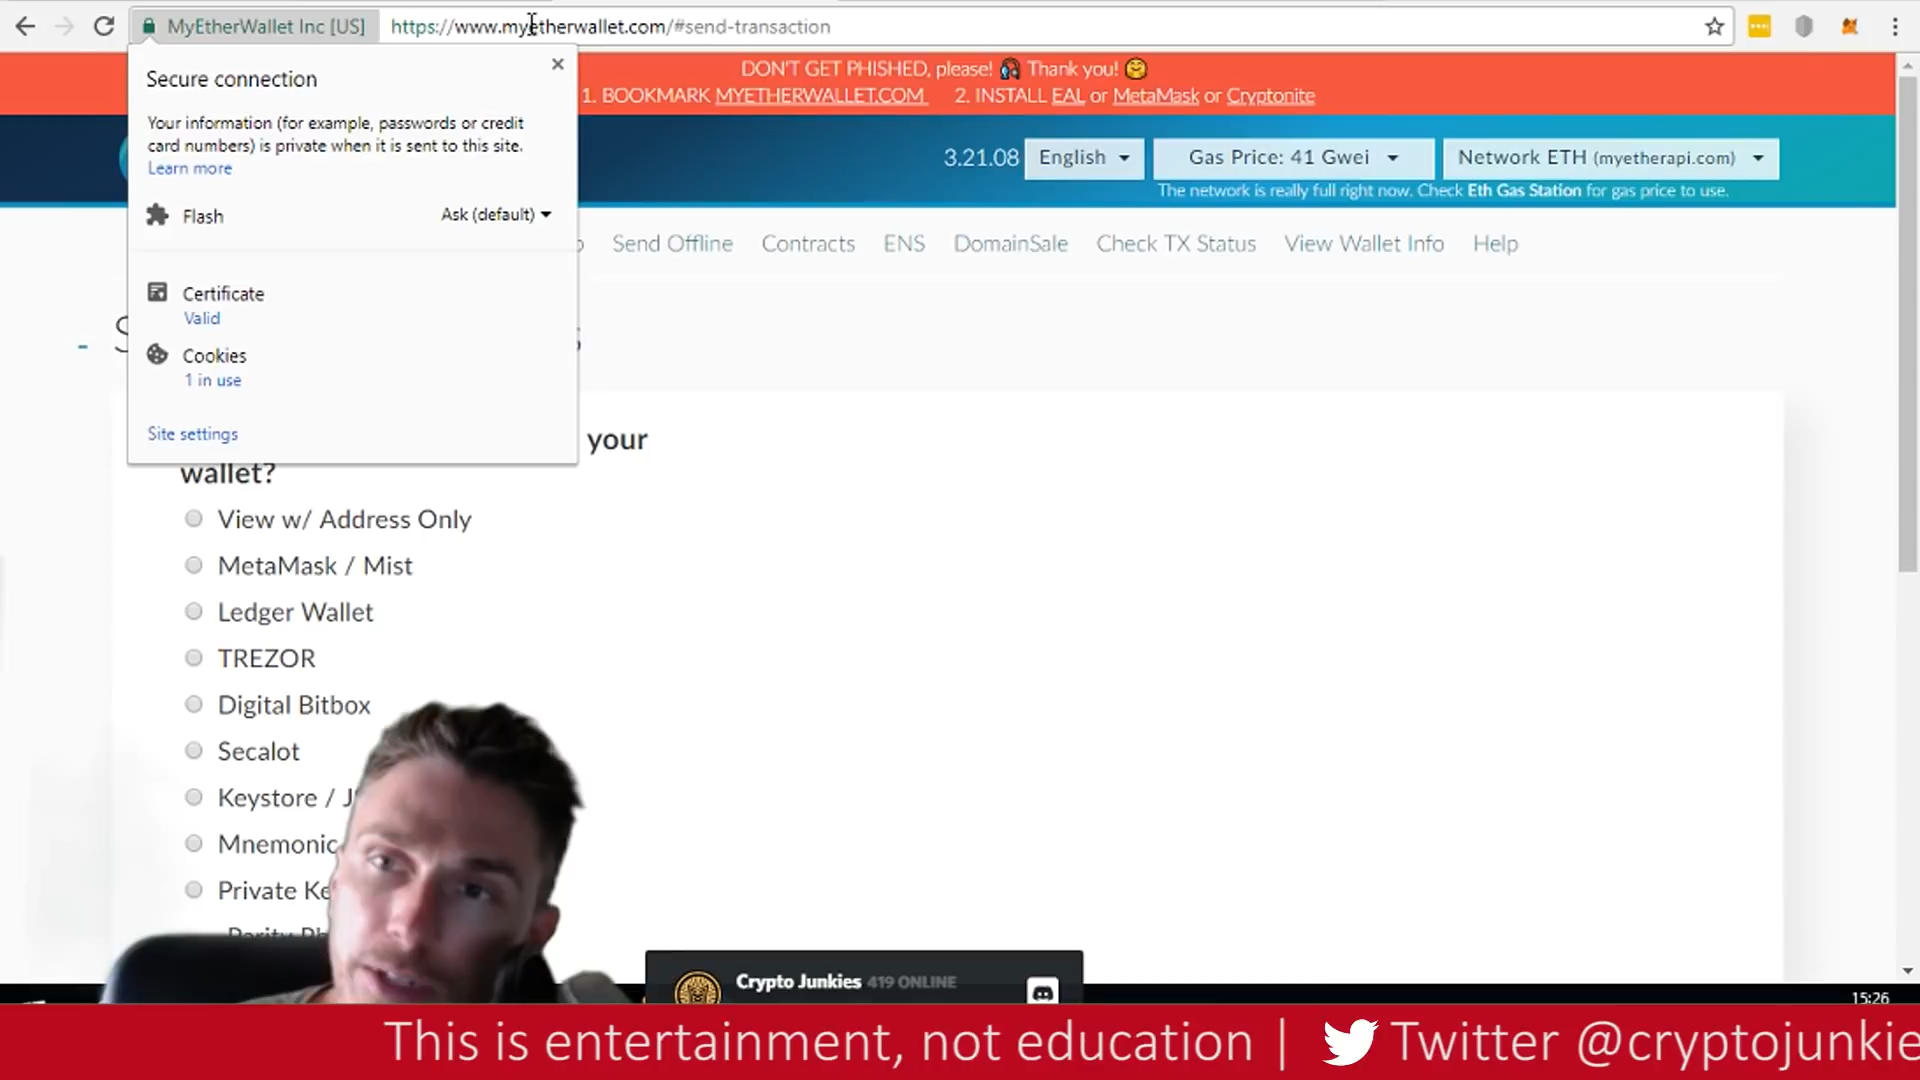 MyEtherWallet Inc [US] https://www.myetherwallet.com/#send-transaction
Secure connection
Your information (for example, passwords or credit
card numbers) is private when it is sent to this site.
Learn more
Flash Ask (default)
Certificate
Valid
Cookies
1 in use
Site settings
DON'T GET PHISHED, please! Thank you!
1. BOOKMARK MYETHERWALLET.COM 2. INSTALL EAL or MetaMask or Cryptonite
3.21.08 English Gas Price: 41 Gwei Network ETH (myetherapi.com)
The network is really full right now. Check Eth Gas Station for gas price to use.
Send Offline Contracts ENS DomainSale Check TX Status View Wallet Info Help
your
wallet?
View w/ Address Only
MetaMask / Mist
Ledger Wallet
TREZOR
Digital Bitbox
Secalot
Keystore / J
Mnemonic
Private Ke
Parity Ph
Crypto Junkies 419 ONLINE
15:26
This is entertainment, not education | Twitter @cryptojunkie